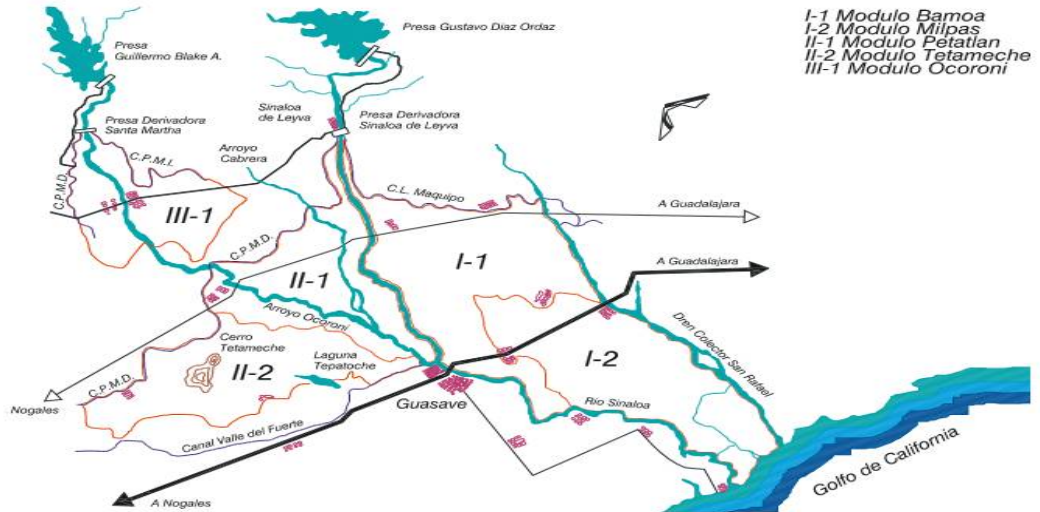 I-1 Modulo Bamoa
I-2 Modulo Milpas
II-1 Modulo Petatlan
II-2 Modulo Tetameche
III-1 Modulo Ocoroni
Presa
Guillermo Blake A.
Presa Gustavo Diaz Ordaz
Presa Derivadora
Santa Martha
Sinaloa
de Leyva
Presa Derivadora
Sinaloa de Leyva
Arroyo
Cabrera
C.P.M.I.
C.P.M.D.
C.L. Maquipo
A Guadalajara
III-1
C.P.M.D.
I-1
A Guadalajara
II-1
Arroyo Ocoroni
Dren Colector San Rafael
Cerro
Tetameche
Laguna
Tepatoche
I-2
II-2
C.P.M.D.
Nogales
Guasave
Rio Sinaloa
Canal Valle del Fuerte
Golfo de California
A Nogales